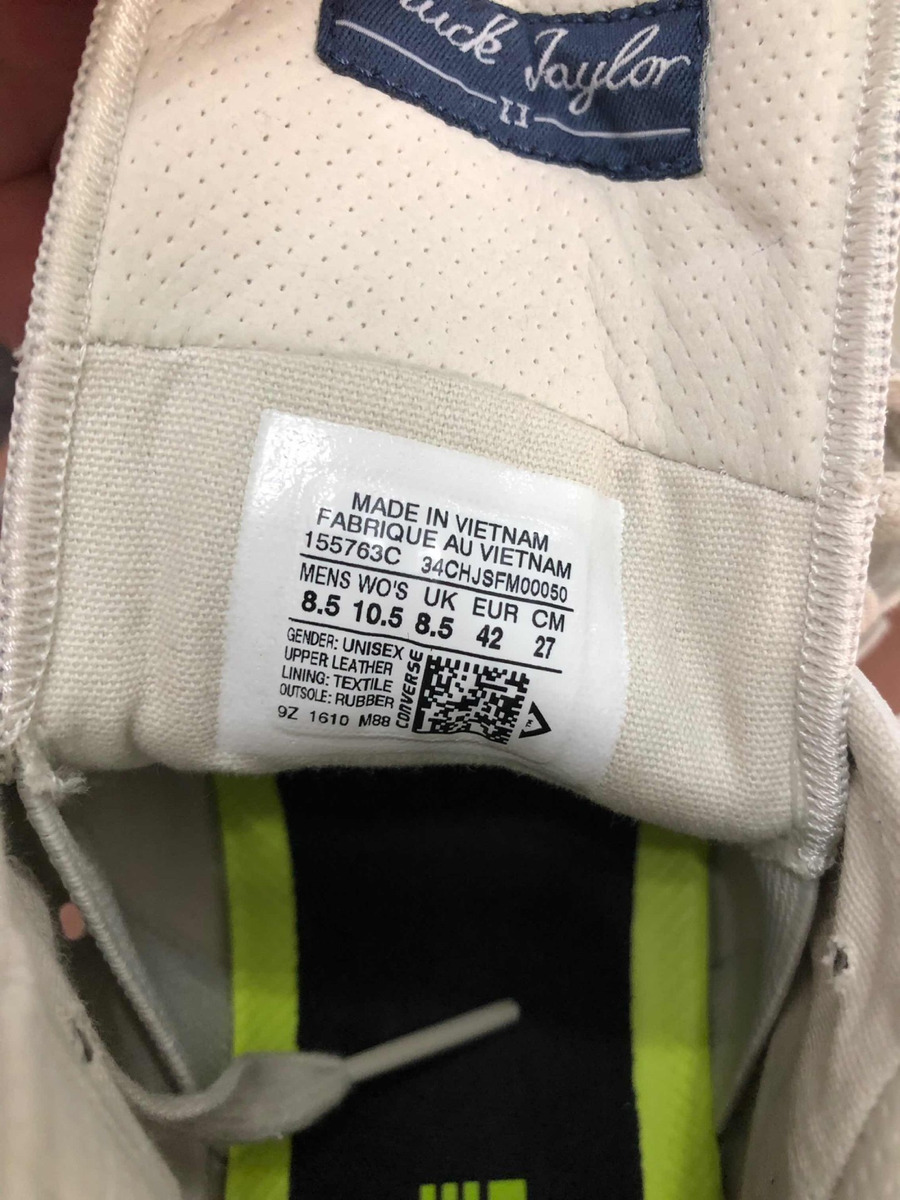 Taylor
II
MADE IN VIETNAM
FABRIQUE AU VIETNAM
155763C 34CHJSFM00050
MENS WO'S UK EUR CM
8.5 10.5 8.5 42 27
GENDER: UNISEX
UPPER LEATHER
LINING: TEXTILE
OUTSOLE: RUBBER
9Z 1610 M88
CONVERSE
TM